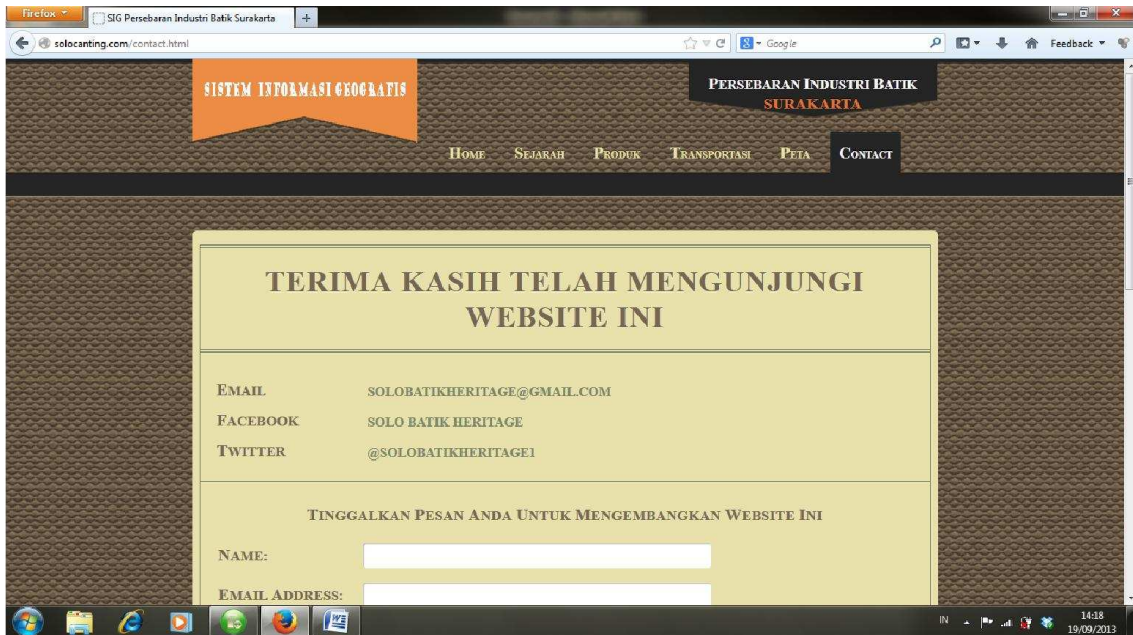 Firefox
SIG Persebaran Industri Batik Surakarta
solocanting.com/contact.html
Google
Feedback
SISTEM INFORMASI GEOGRAFIS
PERSEBARAN INDUSTRI BATIK
SURAKARTA
HOME SEJARAH PRODUK TRANSPORTASI PETA CONTACT
TERIMA KASIH TELAH MENGUNJUNGI
WEBSITE INI
EMAIL SOLOBATIKHERITAGE@GMAIL.COM
FACEBOOK SOLO BATIK HERITAGE
TWITTER @SOLOBATIKHERITAGE1
TINGGALKAN PESAN ANDA UNTUK MENGEMBANGKAN WEBSITE INI
NAME:
EMAIL ADDRESS:
IN
14:18
19/09/2013